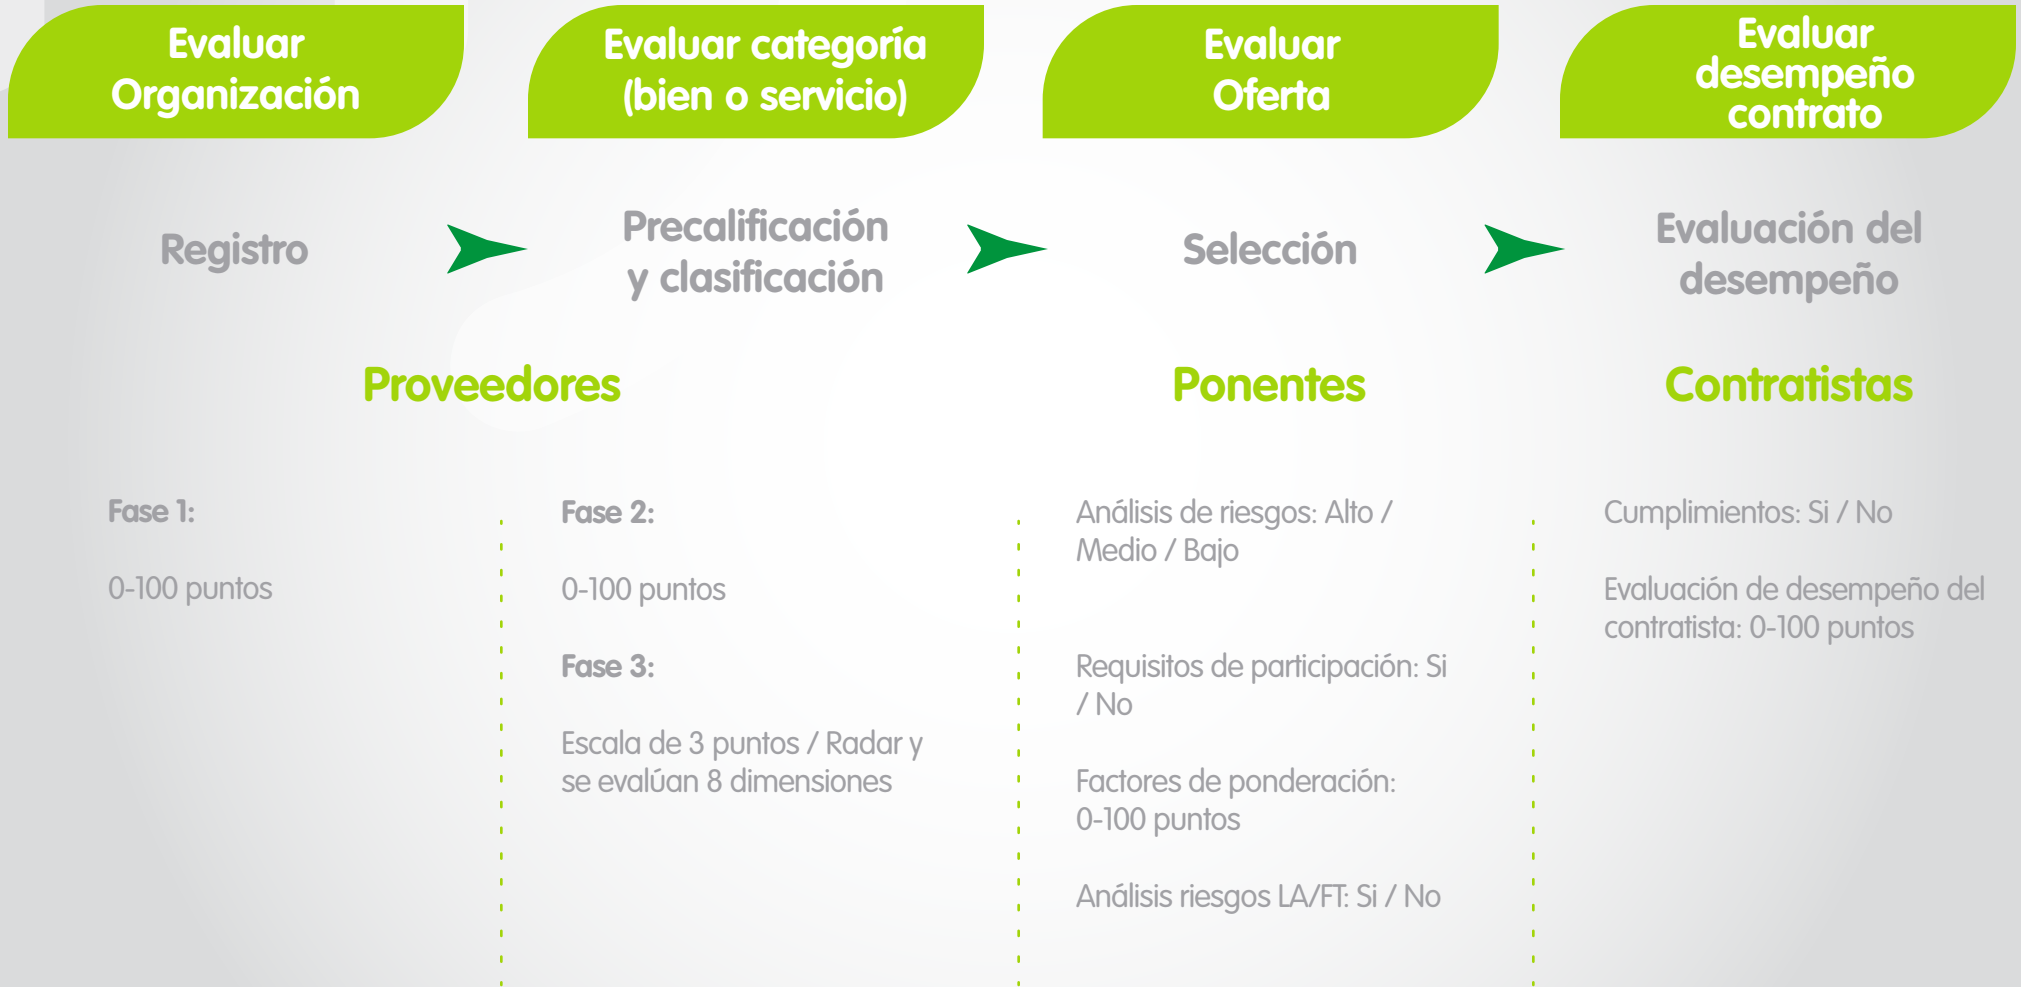 Evaluar
Organización
Evaluar categoría
(bien o servicio)
Evaluar
Oferta
Evaluar
desempeño
contrato
Registro
Precalificación
y clasificación
Selección
Evaluación del
desempeño
Proveedores
Ponentes
Contratistas
Fase 1:
0-100 puntos
Fase 2:
0-100 puntos
Fase 3:
Escala de 3 puntos / Radar y
se evalúan 8 dimensiones
Análisis de riesgos: Alto /
Medio / Bajo
Requisitos de participación: Si
/ No
Factores de ponderación:
0-100 puntos
Análisis riesgos LA/FT: Si / No
Cumplimientos: Si / No
Evaluación de desempeño del
contratista: 0-100 puntos